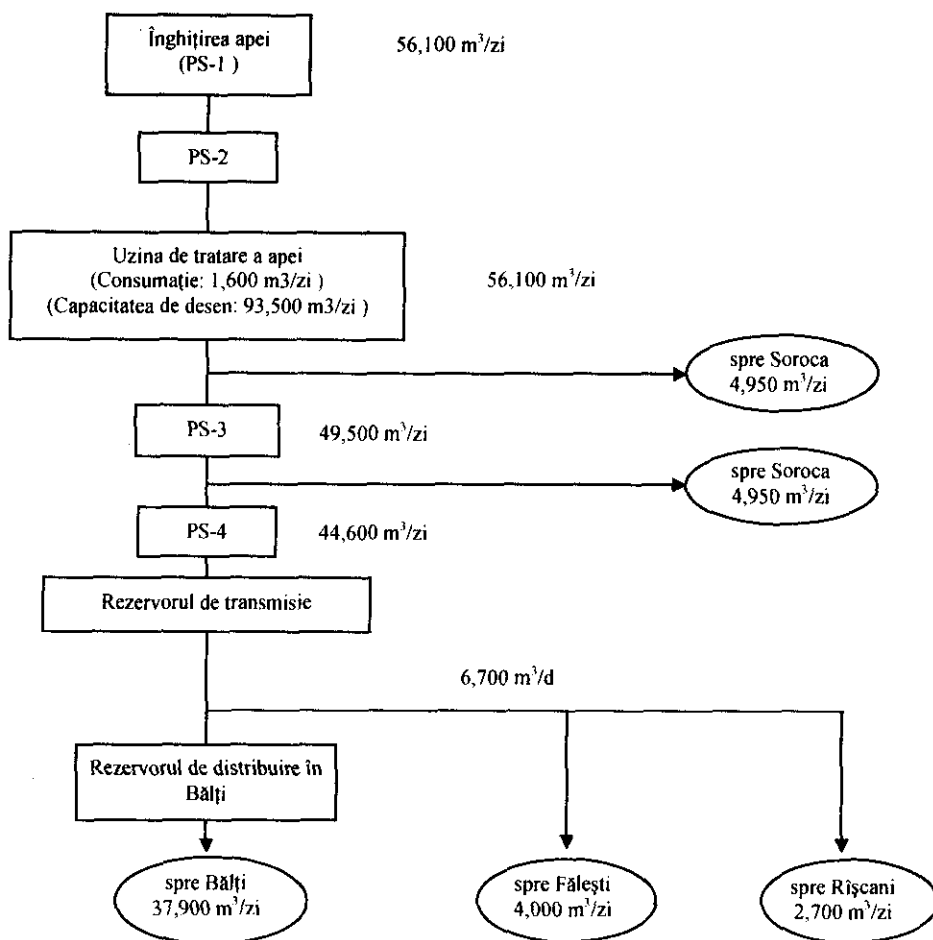 Înghițirea apei
(PS-1 )
56,100 m³/zi
PS-2
Uzina de tratare a apei
(Consumație: 1,600 m3/zi )
(Capacitatea de desen: 93,500 m3/zi )
56,100 m³/zi
spre Soroca
4,950 m³/zi
PS-3
49,500 m³/zi
spre Soroca
4,950 m³/zi
PS-4
44,600 m³/zi
Rezervorul de transmisie
6,700 m³/d
Rezervorul de distribuire în
Bălți
spre Bălți
37,900 m³/zi
spre Fălești
4,000 m³/zi
spre Rîșcani
2,700 m³/zi